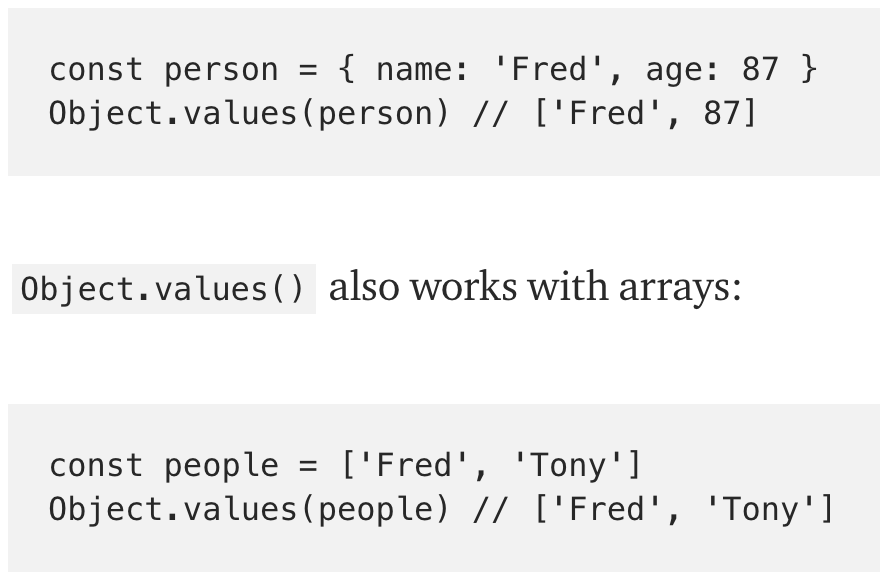 const person = { name: 'Fred', age: 87 }
Object.values(person) // ['Fred', 87]
Object.values() also works with arrays:
const people = ['Fred', 'Tony']
Object.values(people) // ['Fred', 'Tony']